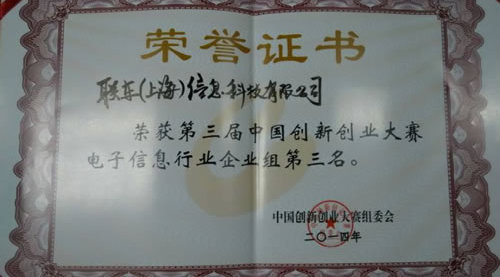 荣誉证书
联车(上海)信息科技有限公司
荣获第三届中国创新创业大赛
电子信息行业企业组第三名。
中国创新创业大赛组委会
二〇一四年